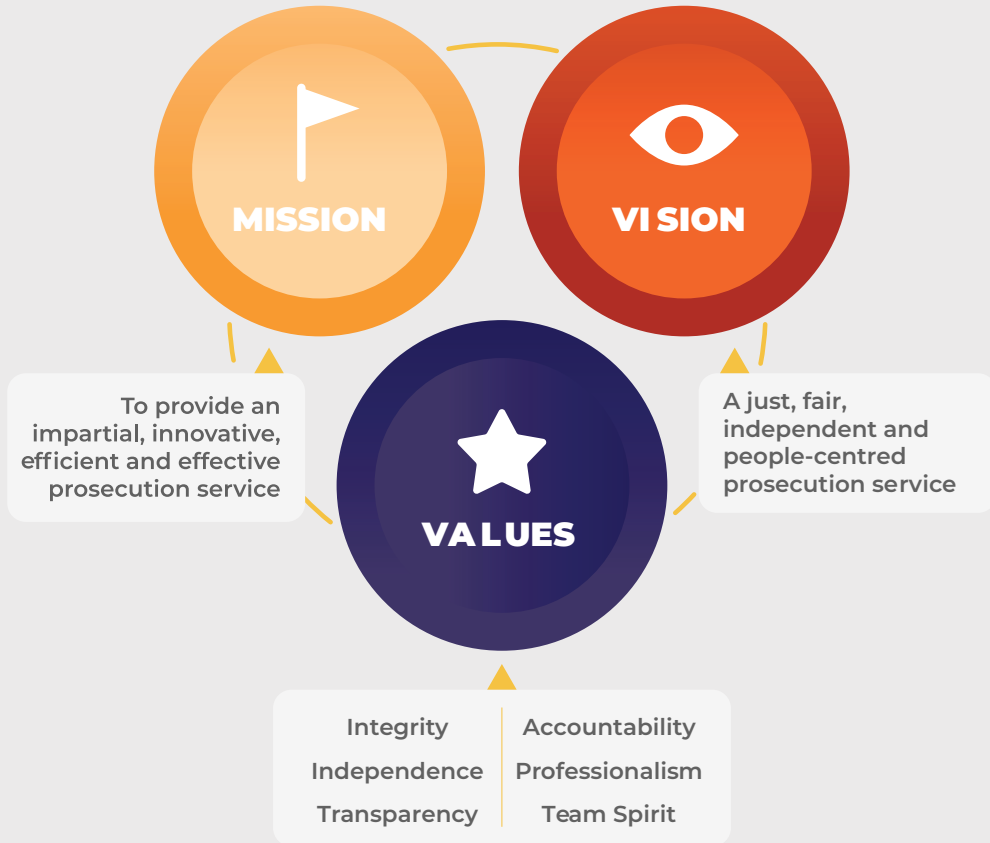 MISSION
VISION
To provide an
impartial, innovative,
efficient and effective
prosecution service
A just, fair,
independent and
people-centred
prosecution service
VALUES
Integrity
Independence
Transparency
Accountability
Professionalism
Team Spirit